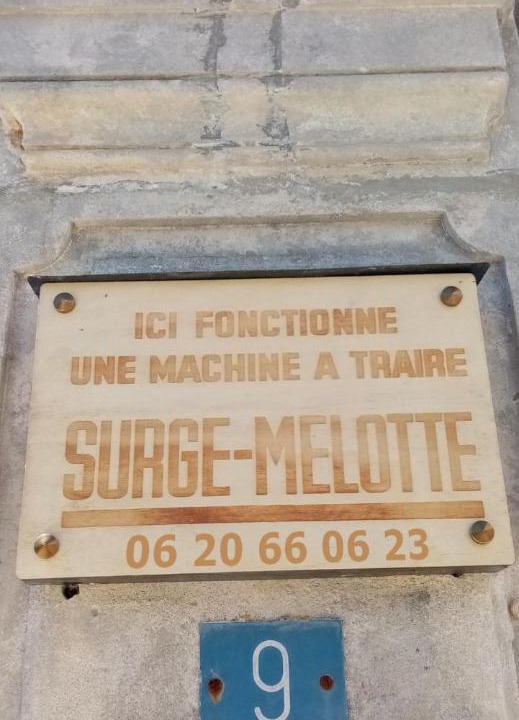 ICI FONCTIONNE
UNE MACHINE A TRAIRE
SURGE-MELOTTE
06 20 66 06 23
9